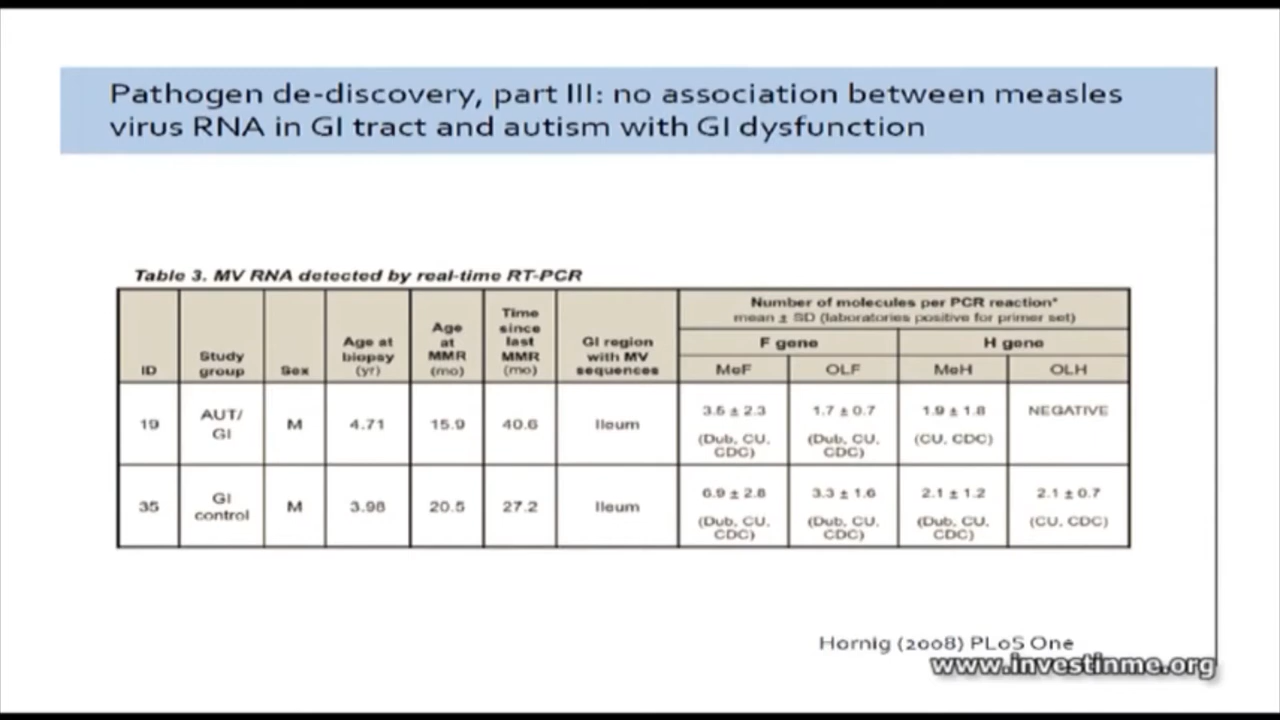 Pathogen de-discovery, part III: no association between measles
virus RNA in GI tract and autism with GI dysfunction
Table 3. MV RNA detected by real-time RT-PCR
ID
Study
group
Sex
Age at
biopsy
(yr)
Age
at
MMR
(mo)
Time
since
last
MMR
(mo)
GI region
with MV
sequences
Number of molecules per PCR reaction*
mean ± SD (laboratories positive for primer set)
F gene
H gene
MeF
OLF
MeH
OLH
19
AUT/
GI
M
4.71
15.9
40.6
Ileum
3.5 ± 2.3
(Dub, CU,
CDC)
1.7 ± 0.7
(Dub, CU,
CDC)
1.9 ± 1.8
(CU, CDC)
NEGATIVE
35
GI
control
M
3.98
20.5
27.2
Ileum
6.9 ± 2.8
(Dub, CU,
CDC)
3.3 ± 1.6
(Dub, CU,
CDC)
2.1 ± 1.2
(Dub, CU,
CDC)
2.1 ± 0.7
(CU, CDC)
Hornig (2008) PLoS One
www.investinme.org